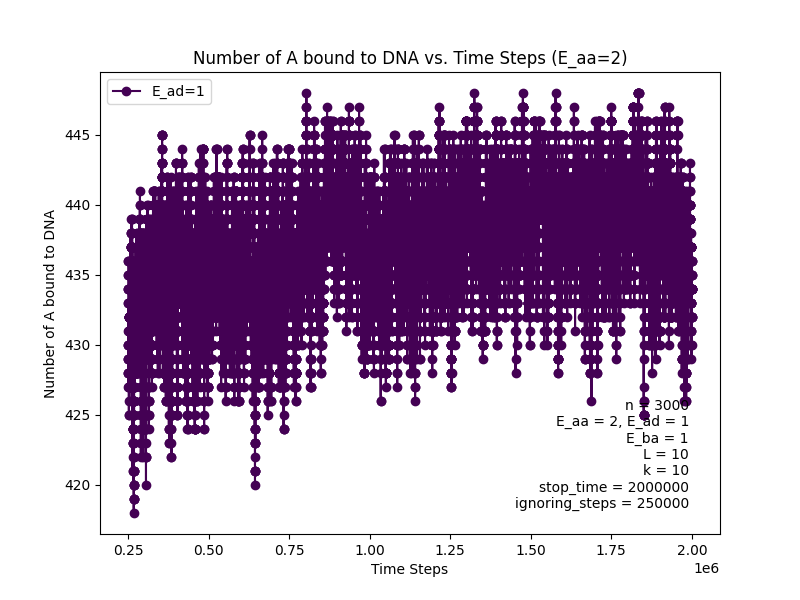 Number of A bound to DNA vs. Time Steps (E_aa=2)
E_ad=1
Number of A bound to DNA
445
440
435
430
425
420
n = 3000
E_aa = 2, E_ad = 1
E_ba = 1
L = 10
k = 10
stop_time = 2000000
ignoring_steps = 250000
0.25 0.50 0.75 1.00 1.25 1.50 1.75 2.00
1e6
Time Steps